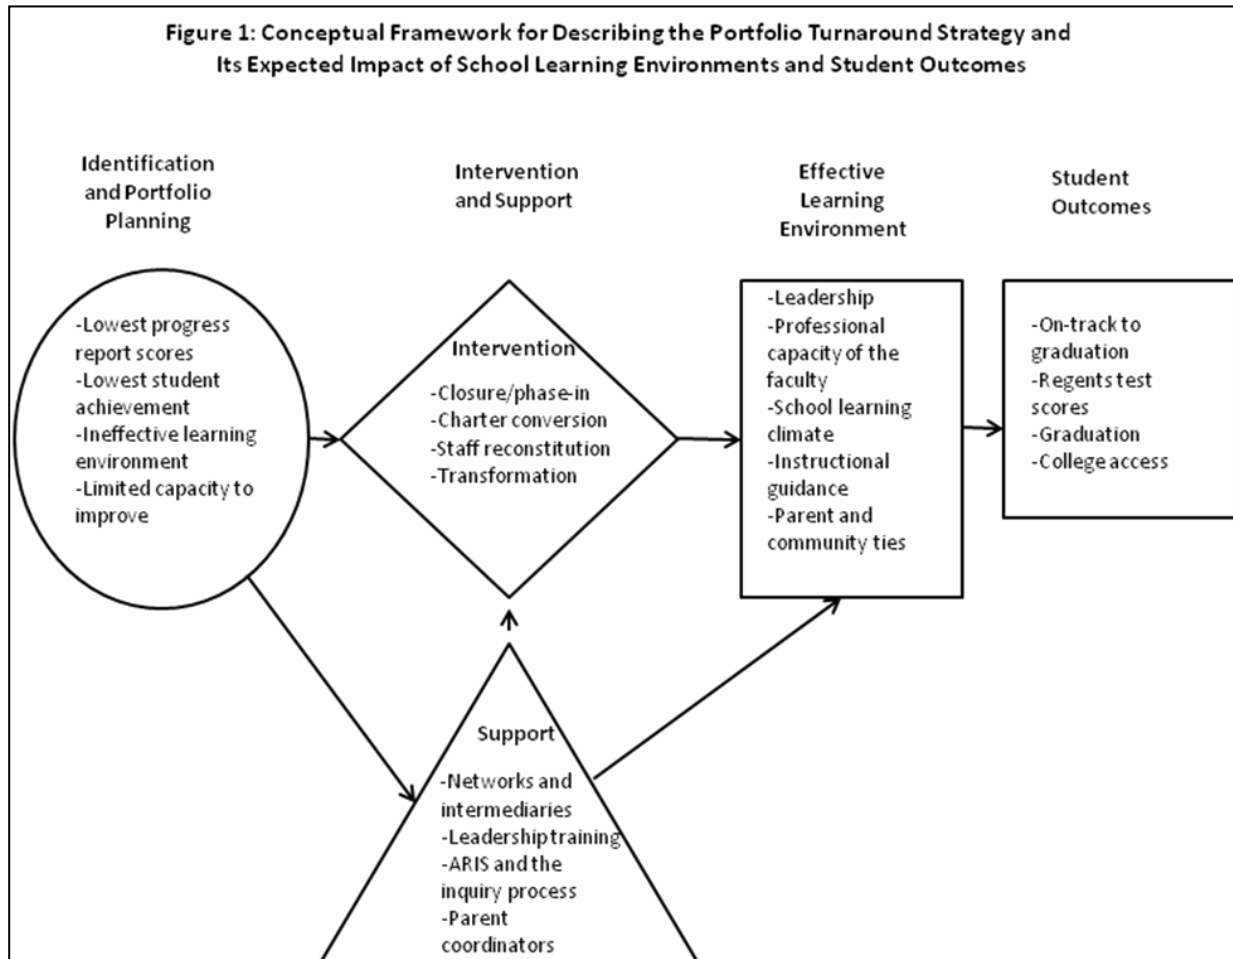 Figure 1: Conceptual Framework for Describing the Portfolio Turnaround Strategy and
Its Expected Impact of School Learning Environments and Student Outcomes
Identification
and Portfolio
Planning
Intervention
and Support
Effective
Learning
Environment
Student
Outcomes
-Lowest progress
report scores
-Lowest student
achievement
-Ineffective learning
environment
-Limited capacity to
improve
Intervention
-Closure/phase-in
-Charter conversion
-Staff reconstitution
-Transformation
-Leadership
-Professional
capacity of the
faculty
-School learning
climate
-Instructional
guidance
-Parent and
community ties
-On-track to
graduation
-Regents test
scores
-Graduation
-College access
Support
-Networks and
intermediaries
-Leadership training
-ARIS and the
inquiry process
-Parent
coordinators